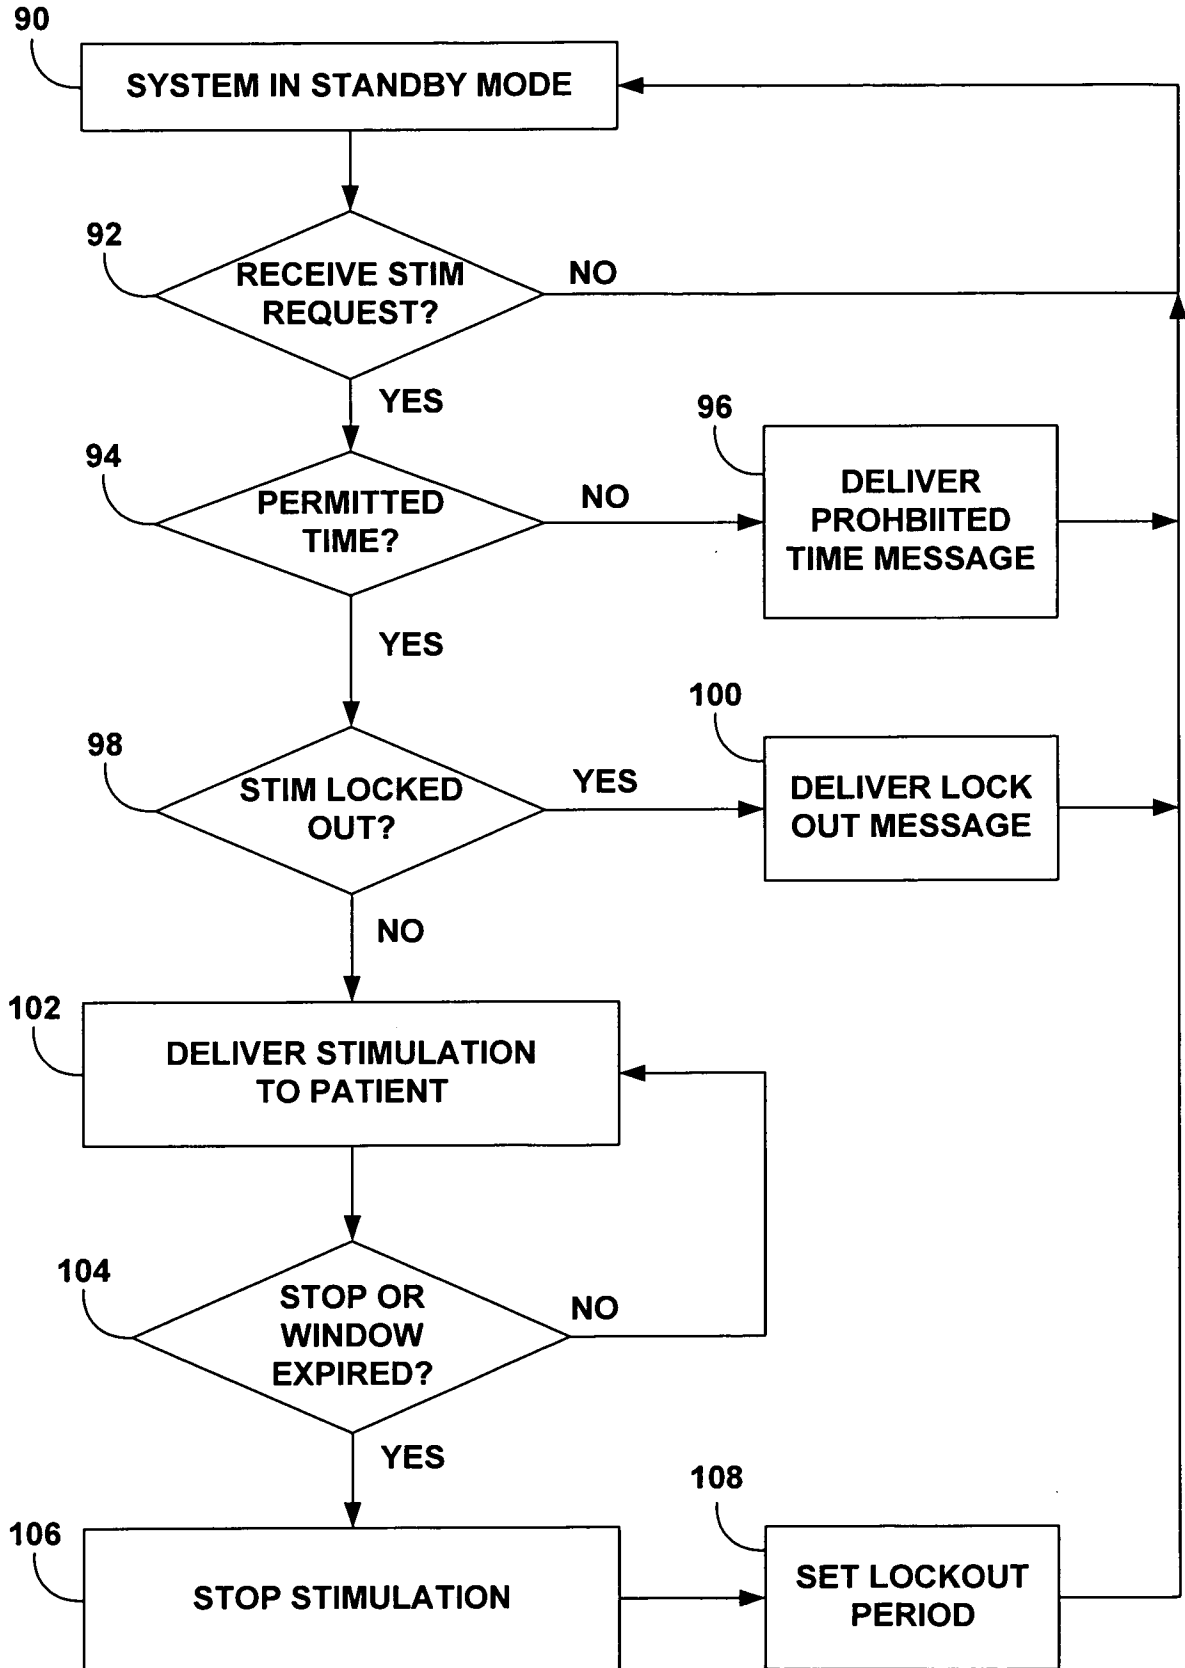 90
SYSTEM IN STANDBY MODE
92
RECEIVE STIM
REQUEST?
NO
YES
94
PERMITTED
TIME?
NO
96
DELIVER
PROHBIITED
TIME MESSAGE
YES
98
STIM LOCKED
OUT?
YES
100
DELIVER LOCK
OUT MESSAGE
NO
102
DELIVER STIMULATION
TO PATIENT
104
STOP OR
WINDOW
EXPIRED?
NO
YES
106
STOP STIMULATION
108
SET LOCKOUT
PERIOD